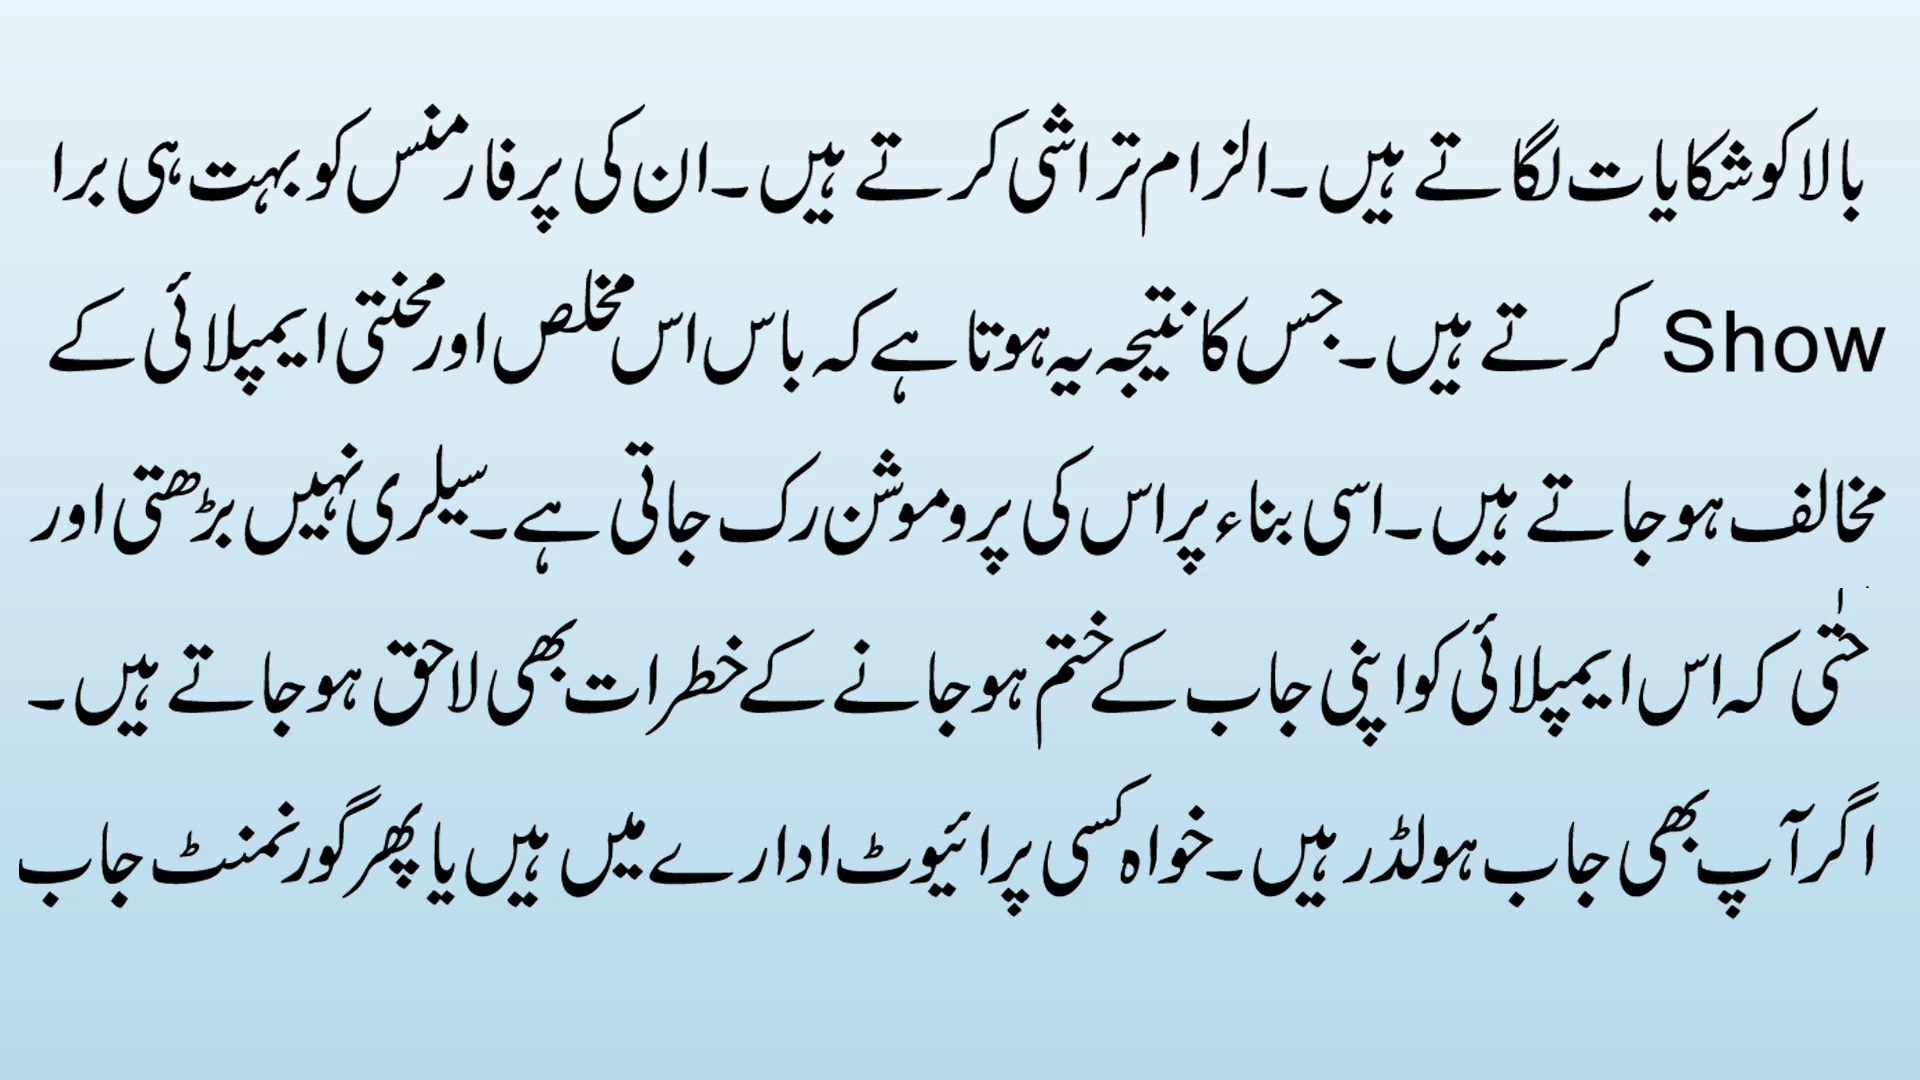 بالا کو شکایات لگاتے ہیں۔ الزام تراشی کرتے ہیں۔ ان کی پرفارمنس کو بہت ہی برا
Show کرتے ہیں۔ جس کا نتیجہ یہ ہوتا ہے کہ باس اس مخلص اور محنتی ایمپلائی کے
مخالف ہو جاتے ہیں۔ اسی بناء پر اس کی پروموشن رک جاتی ہے۔ سیلری نہیں بڑھتی اور
حتٰی کہ اس ایمپلائی کو اپنی جاب کے ختم ہو جانے کے خطرات بھی لاحق ہو جاتے ہیں۔
اگر آپ بھی جاب ہولڈر ہیں۔ خواہ کسی پرائیوٹ ادارے میں ہیں یا پھر گورنمنٹ جاب